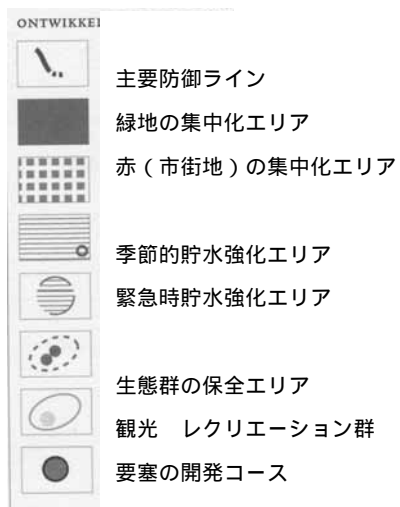 ONTWIKKEL
主要防御ライン
緑地の集中化エリア
赤（市街地）の集中化エリア
季節的貯水強化エリア
緊急時貯水強化エリア
生態群の保全エリア
観光　レクリエーション群
要塞の開発コース